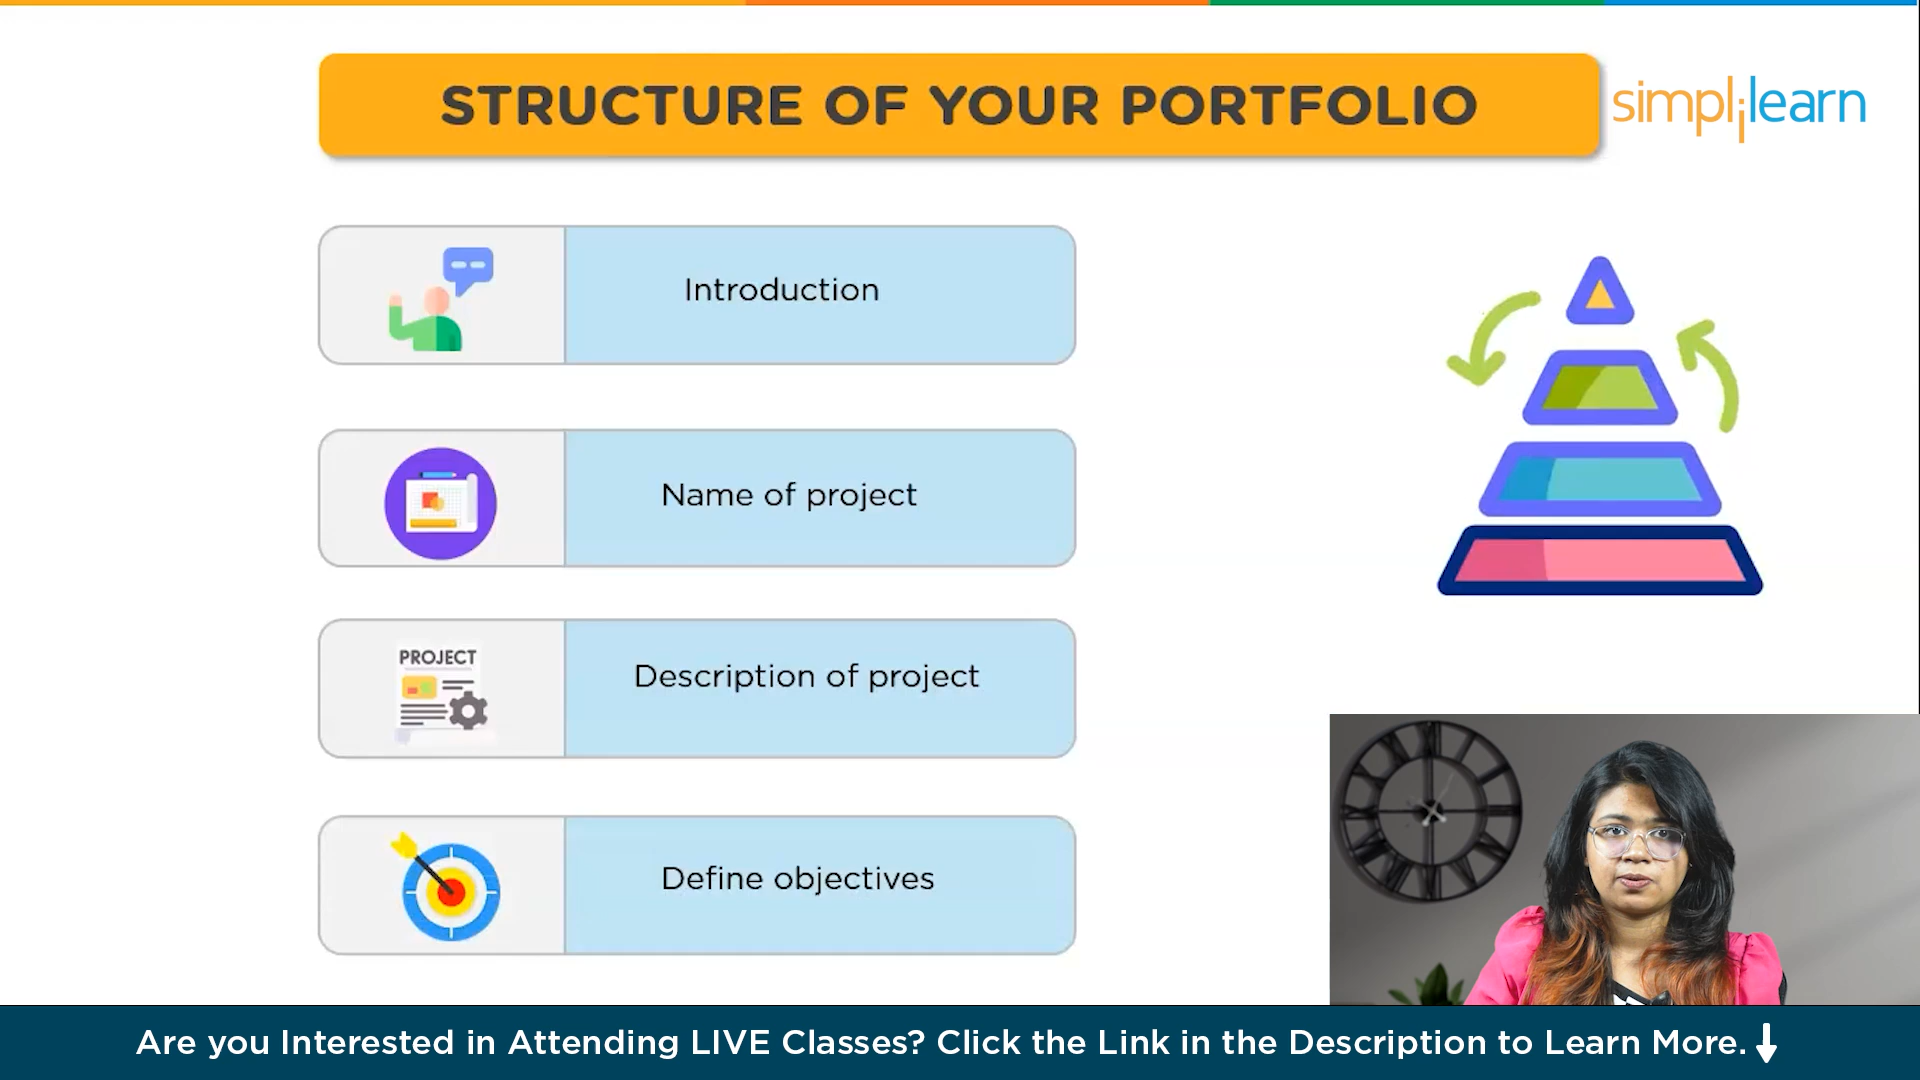 STRUCTURE OF YOUR PORTFOLIO
simplilearn
Introduction
Name of project
PROJECT
Description of project
Define objectives
Are you Interested in Attending LIVE Classes? Click the Link in the Description to Learn More.